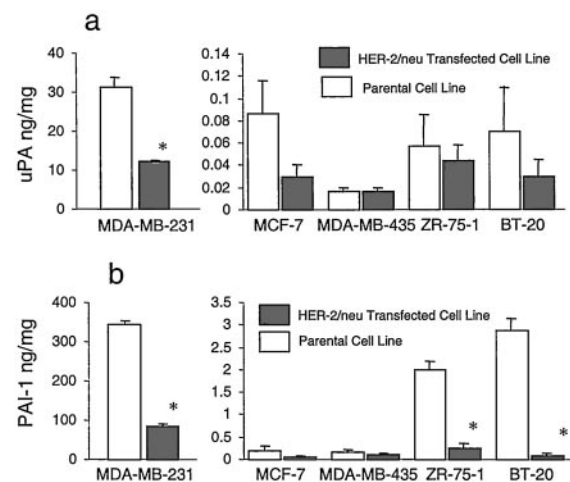 a
uPA ng/mg
40
30
20
10
0
*
MDA-MB-231
0.14
0.12
0.1
0.08
0.06
0.04
0.02
0
HER-2/neu Transfected Cell Line
Parental Cell Line
MCF-7 MDA-MB-435 ZR-75-1 BT-20
b
PAI-1 ng/mg
400
300
200
100
0
*
MDA-MB-231
3.5
3
2.5
2
1.5
1
0.5
0
HER-2/neu Transfected Cell Line
Parental Cell Line
* *
MCF-7 MDA-MB-435 ZR-75-1 BT-20